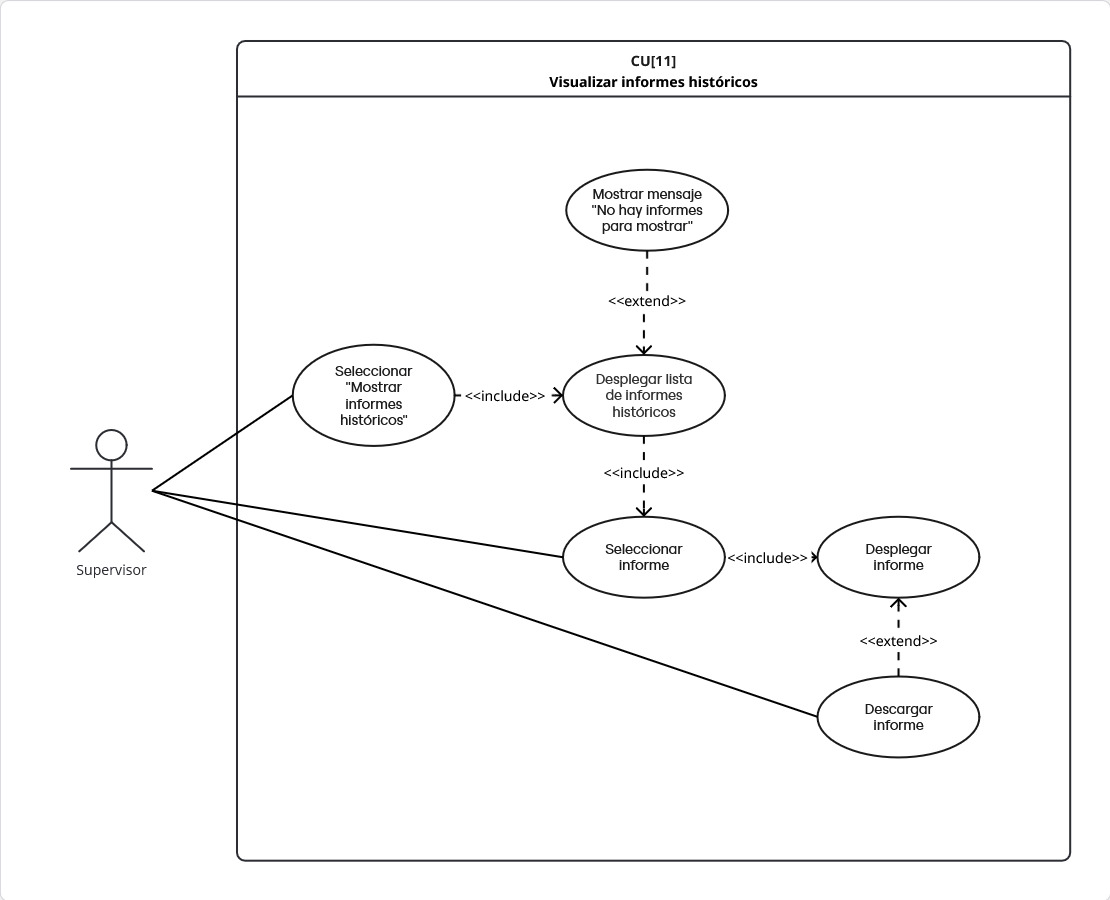 CU[11]
Visualizar informes históricos
Mostrar mensaje
"No hay informes
para mostrar"
<<extend>>
Seleccionar
"Mostrar
informes
históricos"
<<include>>
Desplegar lista
de informes
históricos
<<include>>
Supervisor
Seleccionar
informe
<<include>>
Desplegar
informe
<<extend>>
Descargar
informe